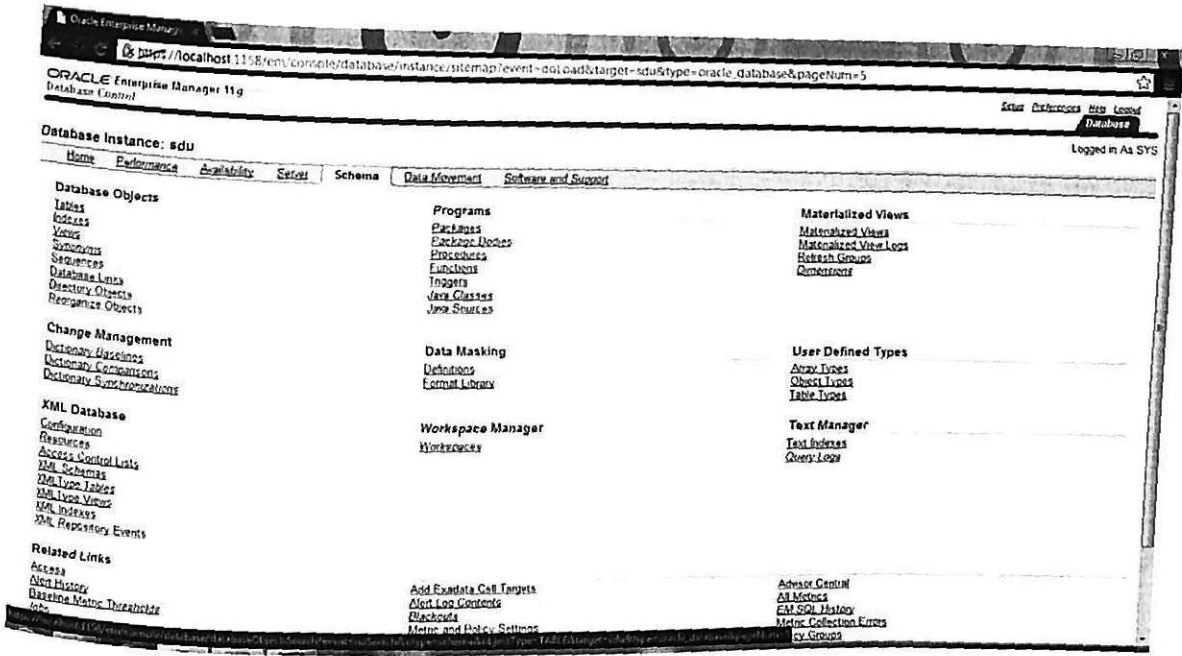 Oracle Enterprise Manag
https://localhost:1158/em/console/database/instance/sitemap?event=doLoad&target=sdu&type=oracle_database&pageNum=5
ORACLE Enterprise Manager 11g
Database Control
Setup Preferences Help Logout
Database
Database Instance: sdu
Logged in As SYS
Home Performance Availability Server Schema Data Movement Software and Support
Database Objects
Tables
Indexes
Views
Synonyms
Sequences
Database Links
Directory Objects
Reorganize Objects
Programs
Packages
Package Bodies
Procedures
Functions
Triggers
Java Classes
Java Sources
Materialized Views
Materialized Views
Materialized View Logs
Refresh Groups
Dimensions
Change Management
Dictionary Baselines
Dictionary Comparisons
Dictionary Synchronizations
Data Masking
Definitions
Format Library
User Defined Types
Array Types
Object Types
Table Types
XML Database
Configuration
Resources
Access Control Lists
XML Schemas
XMLType Tables
XMLType Views
XML Indexes
XML Repository Events
Workspace Manager
Workspaces
Text Manager
Text Indexes
Query Logs
Related Links
Access
Alert History
Baseline Metric Thresholds
Jobs
Add Exadata Cell Targets
Alert Log Contents
Blackouts
Metric and Policy Settings
Advisor Central
All Metrics
EM SQL History
Metric Collection Errors
cy Groups